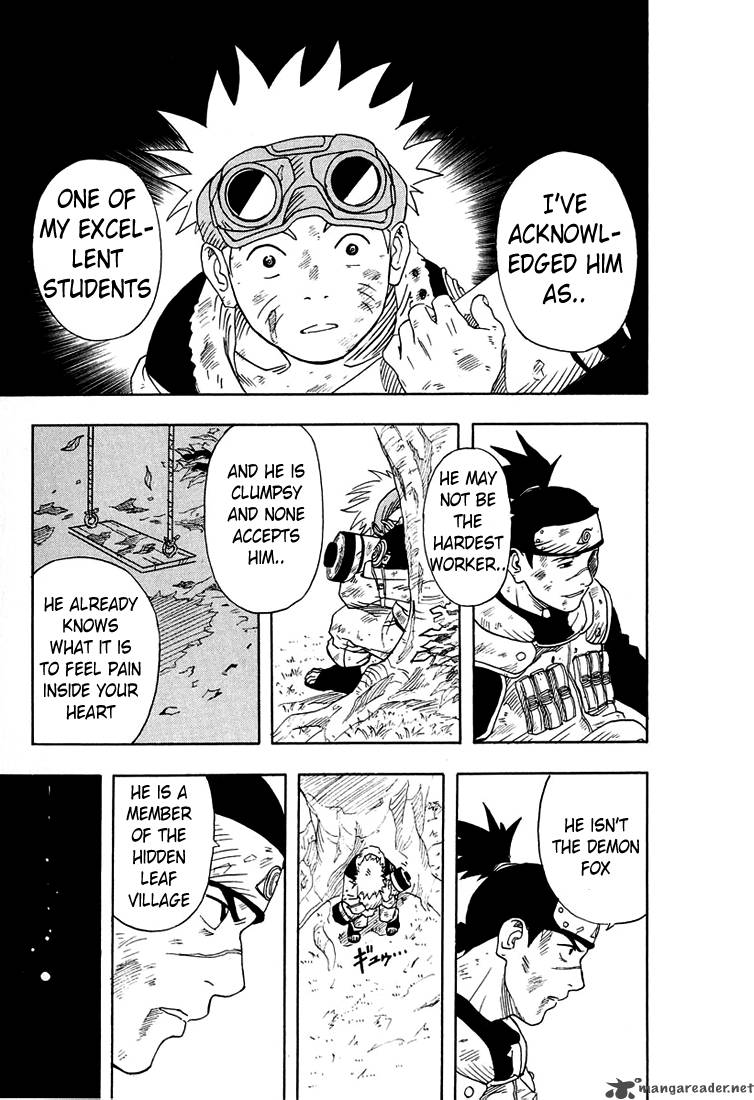 I'VE
ACKNOWL-
EDGED HIM
AS..
ONE OF
MY EXCEL-
LENT
STUDENTS
HE MAY
NOT BE
THE
HARDEST
WORKER..
AND HE IS
CLUMPSY
AND NONE
ACCEPTS
HIM..
HE ALREADY
KNOWS
WHAT IT IS
TO FEEL PAIN
INSIDE YOUR
HEART
HE ISN'T
THE DEMON
FOX
ギュウ…
HE IS A
MEMBER
OF THE
HIDDEN
LEAF
VILLAGE
mangareader.net